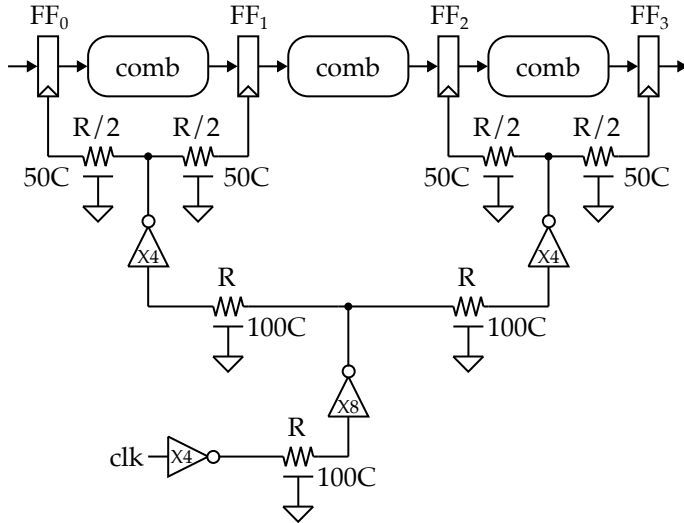 FF0 FF1 FF2 FF3
comb comb comb
R/2 R/2 R/2 R/2
50C 50C 50C 50C
X4 X4
R R
100C 100C
X8
R
clk X4
100C